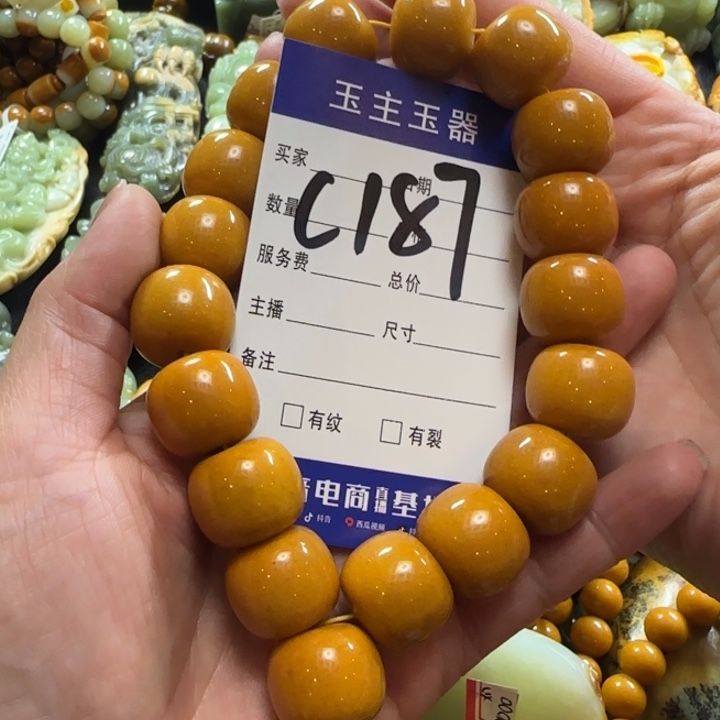 玉主玉器
买家 日期
数量
C187
服务费 总价
主播 尺寸
备注
有纹 有裂
电商直播基
抖音 西瓜视频